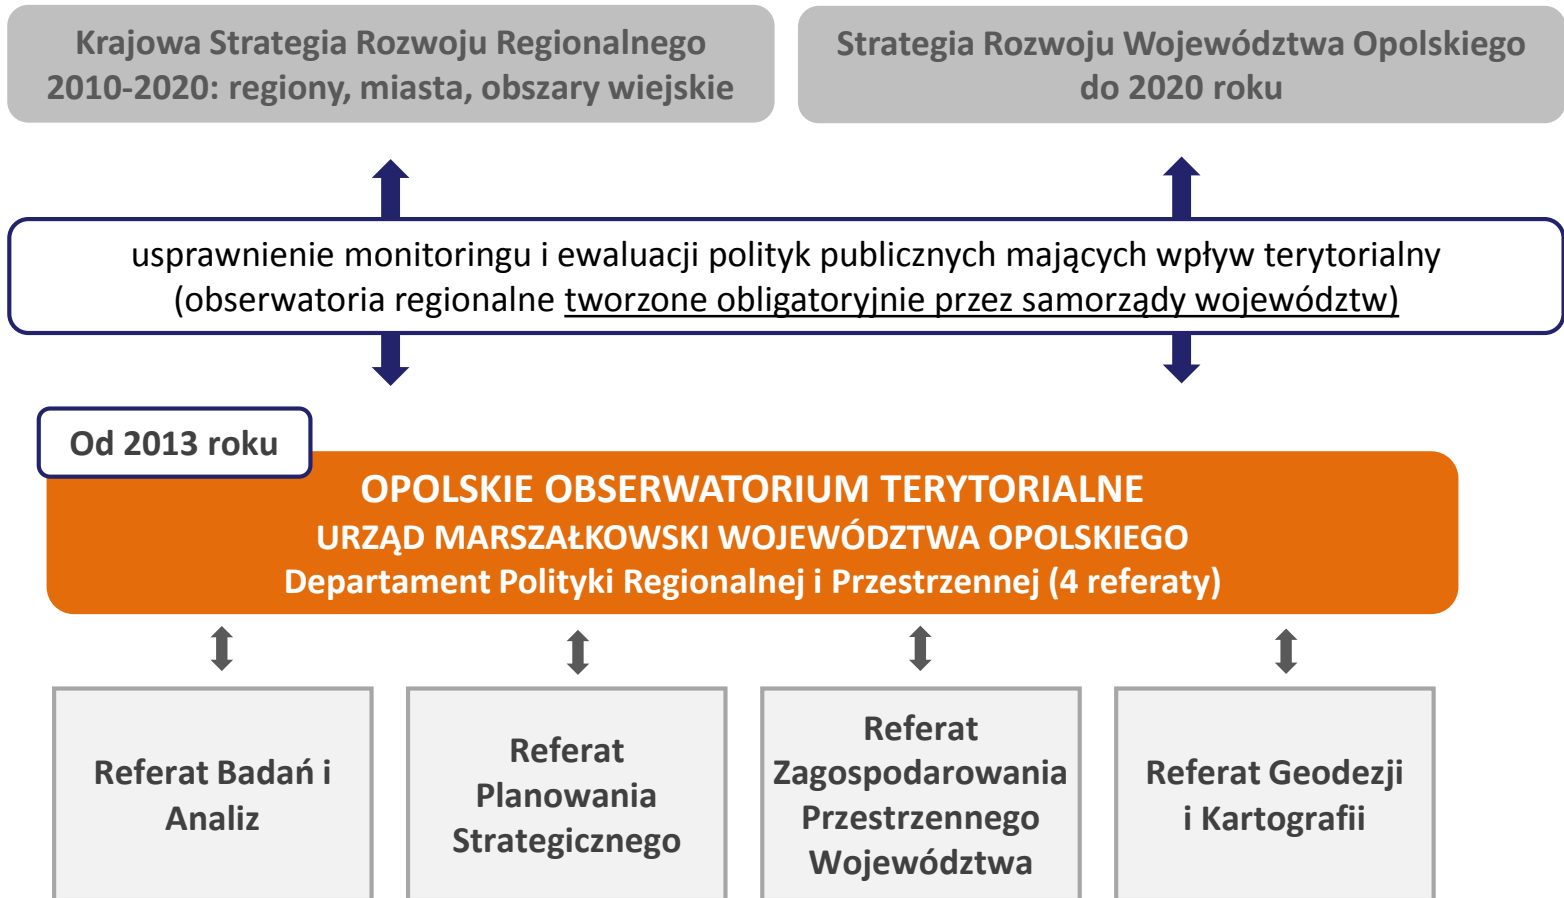 Krajowa Strategia Rozwoju Regionalnego
2010-2020: regiony, miasta, obszary wiejskie
Strategia Rozwoju Województwa Opolskiego
do 2020 roku
usprawnienie monitoringu i ewaluacji polityk publicznych mających wpływ terytorialny
(obserwatoria regionalne tworzone obligatoryjnie przez samorządy województw)
Od 2013 roku
OPOLSKIE OBSERWATORIUM TERYTORIALNE
URZĄD MARSZAŁKOWSKI WOJEWÓDZTWA OPOLSKIEGO
Departament Polityki Regionalnej i Przestrzennej (4 referaty)
Referat Badań i
Analiz
Referat
Planowania
Strategicznego
Referat
Zagospodarowania
Przestrzennego
Województwa
Referat Geodezji
i Kartografii